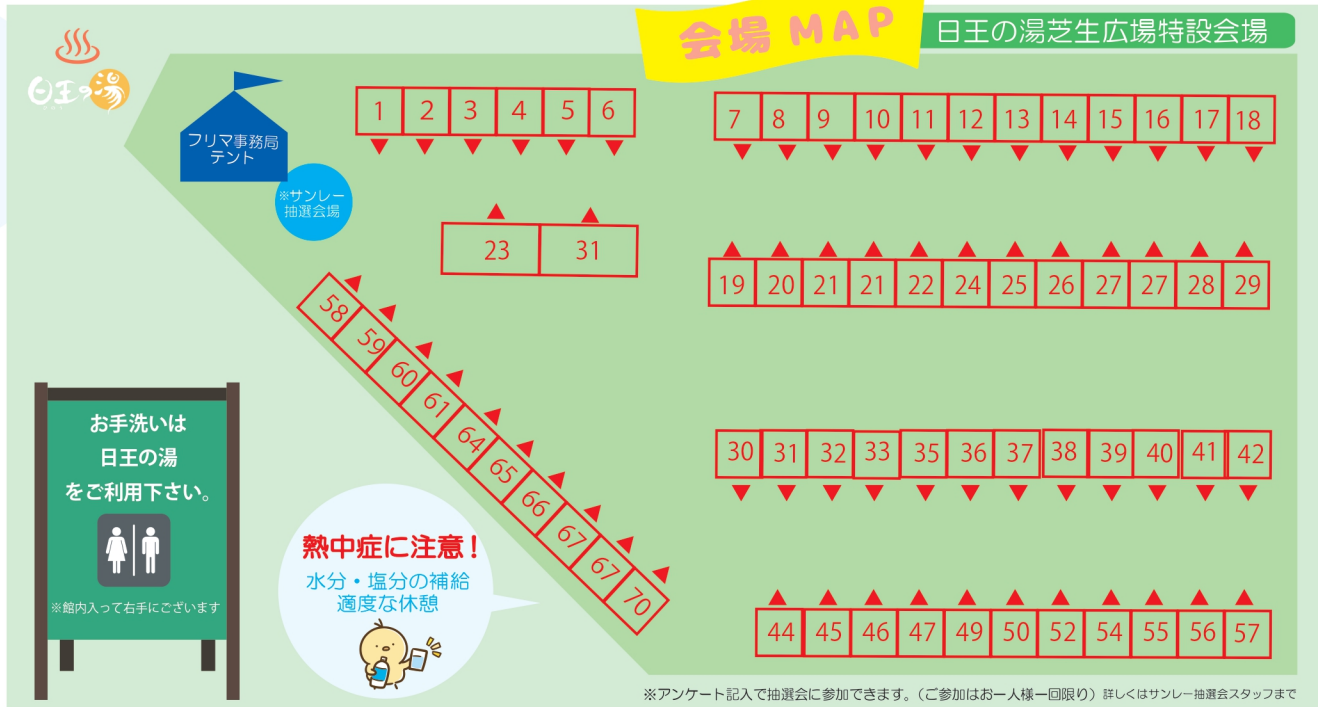 会場 MAP
日王の湯芝生広場特設会場
日王の湯
フリマ事務局
テント
※サンレー
抽選会場
1 2 3 4 5 6
7 8 9 10 11 12 13 14 15 16 17 18
23 31
19 20 21 21 22 24 25 26 27 27 28 29
58 59 60 61 64 65 66 67 67 70
30 31 32 33 35 36 37 38 39 40 41 42
44 45 46 47 49 50 52 54 55 56 57
お手洗いは
日王の湯
をご利用下さい。
※館内入って右手にございます
熱中症に注意！
水分・塩分の補給
適度な休憩
※アンケート記入で抽選会に参加できます。（ご参加はお一人様一回限り）詳しくはサンレー抽選会スタッフまで